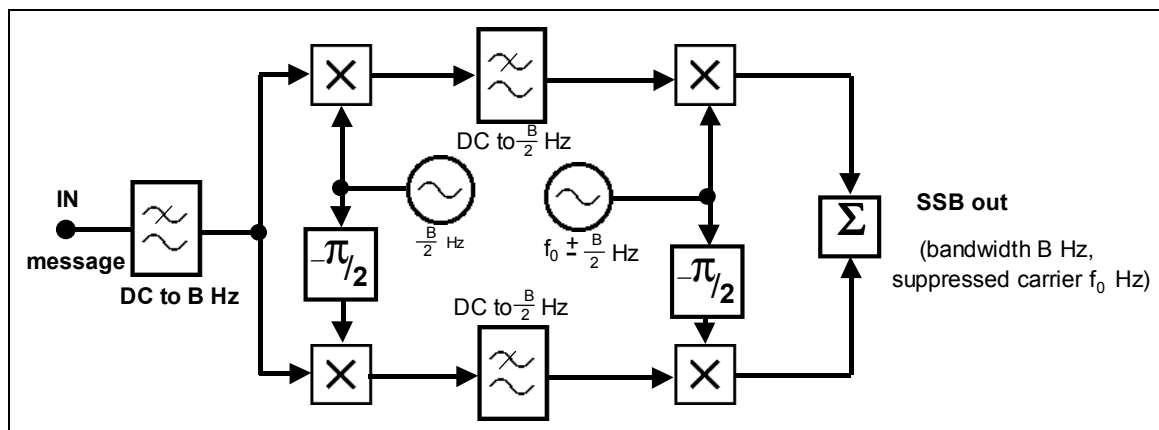 DC to B/2 Hz
IN
message
DC to B Hz
B/2 Hz
f₀ ± B/2 Hz
−π/2
−π/2
DC to B/2 Hz
Σ
SSB out
(bandwidth B Hz,
suppressed carrier f₀ Hz)